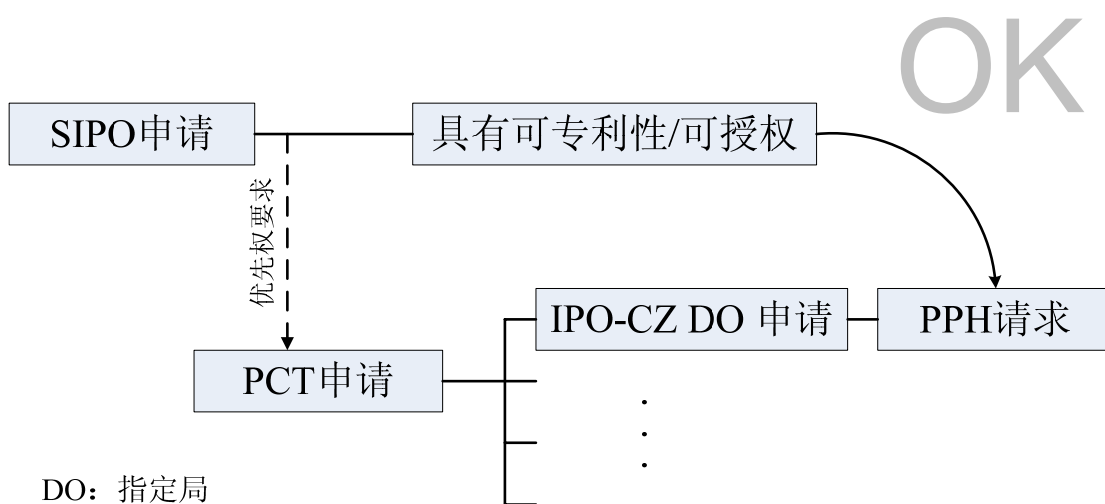 OK
SIPO申请
具有可专利性/可授权
优先权要求
IPO-CZ DO 申请
PPH请求
PCT申请
DO：指定局